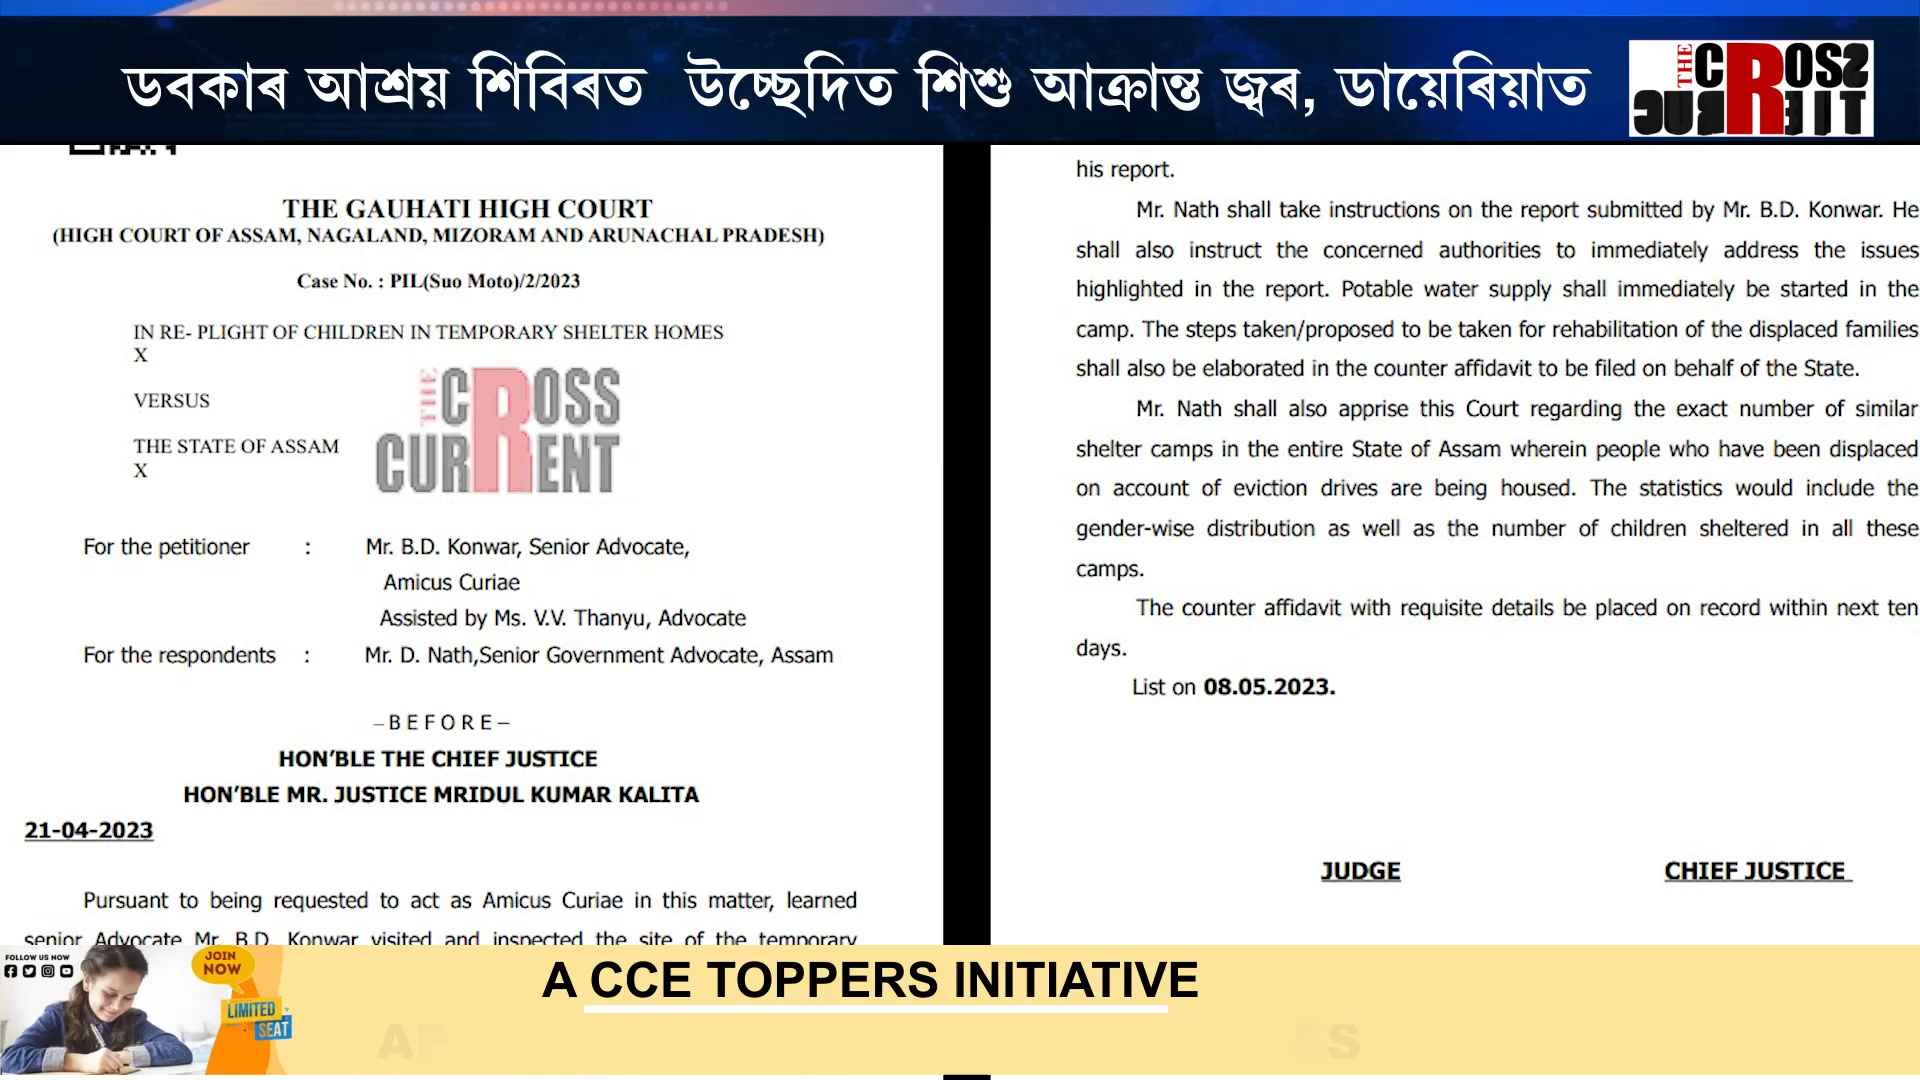 ডবকাৰ আশ্ৰয় শিবিৰত উচ্ছেদিত শিশু আক্ৰান্ত জ্বৰ, ডায়েৰিয়াত
THE GAUHATI HIGH COURT
(HIGH COURT OF ASSAM, NAGALAND, MIZORAM AND ARUNACHAL PRADESH)
Case No. : PIL(Suo Moto)/2/2023
IN RE- PLIGHT OF CHILDREN IN TEMPORARY SHELTER HOMES
X
VERSUS
THE STATE OF ASSAM
X
THE CROSS
CURRENT
For the petitioner : Mr. B.D. Konwar, Senior Advocate,
Amicus Curiae
Assisted by Ms. V.V. Thanyu, Advocate
For the respondents : Mr. D. Nath,Senior Government Advocate, Assam
–BEFORE–
HON'BLE THE CHIEF JUSTICE
HON'BLE MR. JUSTICE MRIDUL KUMAR KALITA
21-04-2023
Pursuant to being requested to act as Amicus Curiae in this matter, learned
senior Advocate Mr. B.D. Konwar visited and inspected the site of the temporary
his report.
Mr. Nath shall take instructions on the report submitted by Mr. B.D. Konwar. He
shall also instruct the concerned authorities to immediately address the issues
highlighted in the report. Potable water supply shall immediately be started in the
camp. The steps taken/proposed to be taken for rehabilitation of the displaced families
shall also be elaborated in the counter affidavit to be filed on behalf of the State.
Mr. Nath shall also apprise this Court regarding the exact number of similar
shelter camps in the entire State of Assam wherein people who have been displaced
on account of eviction drives are being housed. The statistics would include the
gender-wise distribution as well as the number of children sheltered in all these
camps.
The counter affidavit with requisite details be placed on record within next ten
days.
List on 08.05.2023.
JUDGE CHIEF JUSTICE
FOLLOW US NOW
JOIN
NOW
LIMITED
SEAT
A CCE TOPPERS INITIATIVE